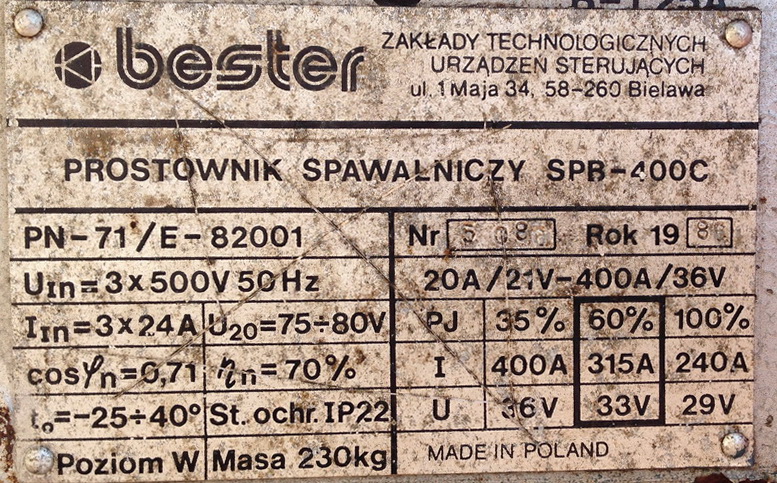 bester
ZAKŁADY TECHNOLOGICZNYCH
URZĄDZEŃ STERUJĄCYCH
ul. 1 Maja 34, 58-260 Bielawa
PROSTOWNIK SPAWALNICZY SPB-400C
PN-71/E-82001
Nr Rok 19
UIn=3x500V 50Hz
20A/21V-400A/36V
IIn=3x24A U20=75÷80V
PJ 35% 60% 100%
cosφn=0,71 ηn=70%
I 400A 315A 240A
to=-25÷40° St. ochr. IP22
U 36V 33V 29V
Poziom W Masa 230kg
MADE IN POLAND